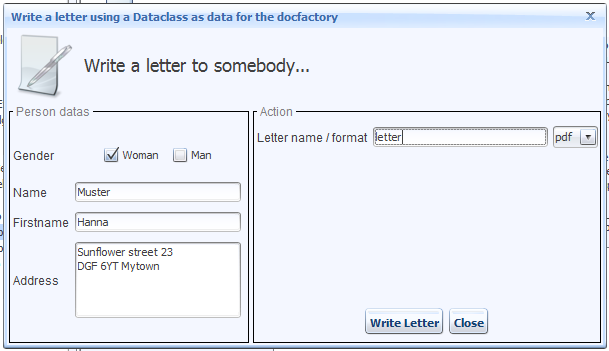 Write a letter using a Dataclass as data for the docfactory
Write a letter to somebody...
Person datas
Gender
Woman
Man
Name
Muster
Firstname
Hanna
Address
Sunflower street 23
DGF 6YT Mytown
Action
Letter name / format
letter
pdf
Write Letter
Close